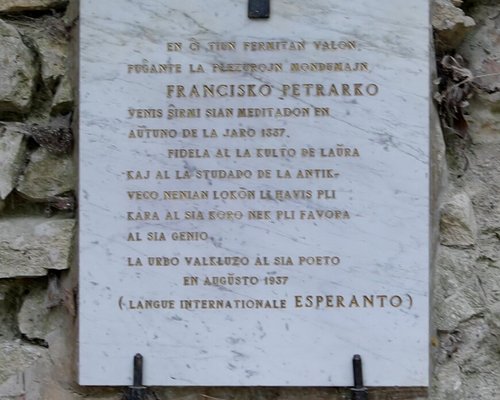 EN ĈI TIUN FERMITAN VALON,
FUĜANTE LA PLEZUROJN MONDUMAJN,
FRANCISKO PETRARKO
VENIS ŜIRMI SIAN MEDITADON EN
AŬTUNO DE LA JARO 1337.
FIDELA AL LA KULTO DE LAŬRA
KAJ AL LA STUDADO DE LA ANTIK-
VECO NENIAN LOKON LI HAVIS PLI
KARA AL SIA KORO NEK PLI FAVORA
AL SIA GENIO.
LA URBO VALKLUZO AL SIA POETO
EN AUGŬSTO 1937
(LANGUE INTERNATIONALE ESPERANTO)